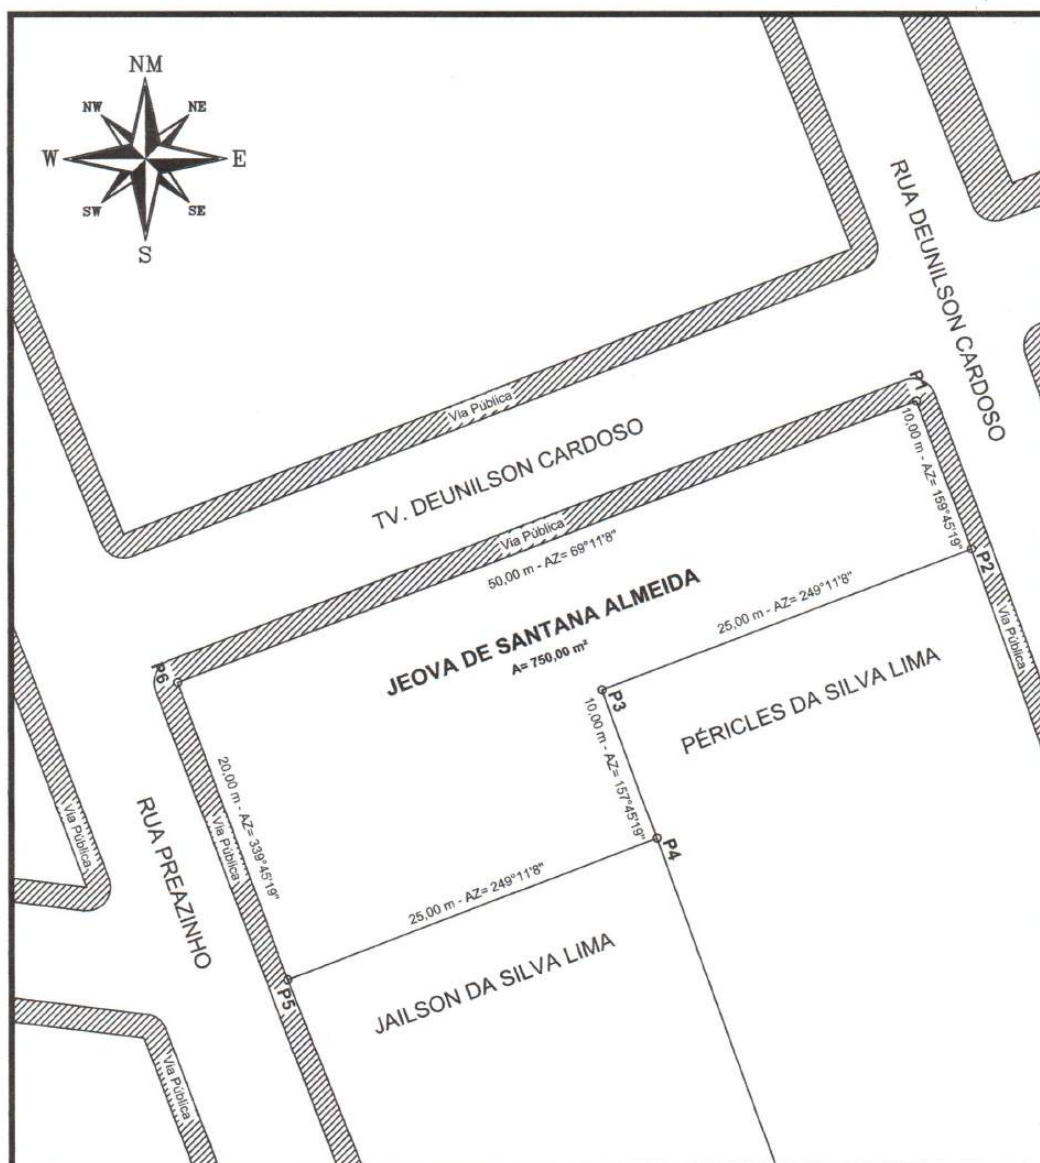 NM
NW
NE
W
E
SW
SE
S
RUA DEUNILSON CARDOSO
Via Pública
TV. DEUNILSON CARDOSO
Via Pública
P1
10,00 m - AZ= 159°45'19"
P2
Via Pública
50,00 m - AZ= 69°11'8"
JEOVA DE SANTANA ALMEIDA
A= 750,00 m²
25,00 m - AZ= 249°11'8"
P6
P3
PÉRICLES DA SILVA LIMA
10,00 m - AZ= 157°45'19"
20,00 m - AZ= 339°45'19"
Via Pública
Via Pública
RUA PREAZINHO
P4
25,00 m - AZ= 249°11'8"
P5
JAILSON DA SILVA LIMA
Via Pública